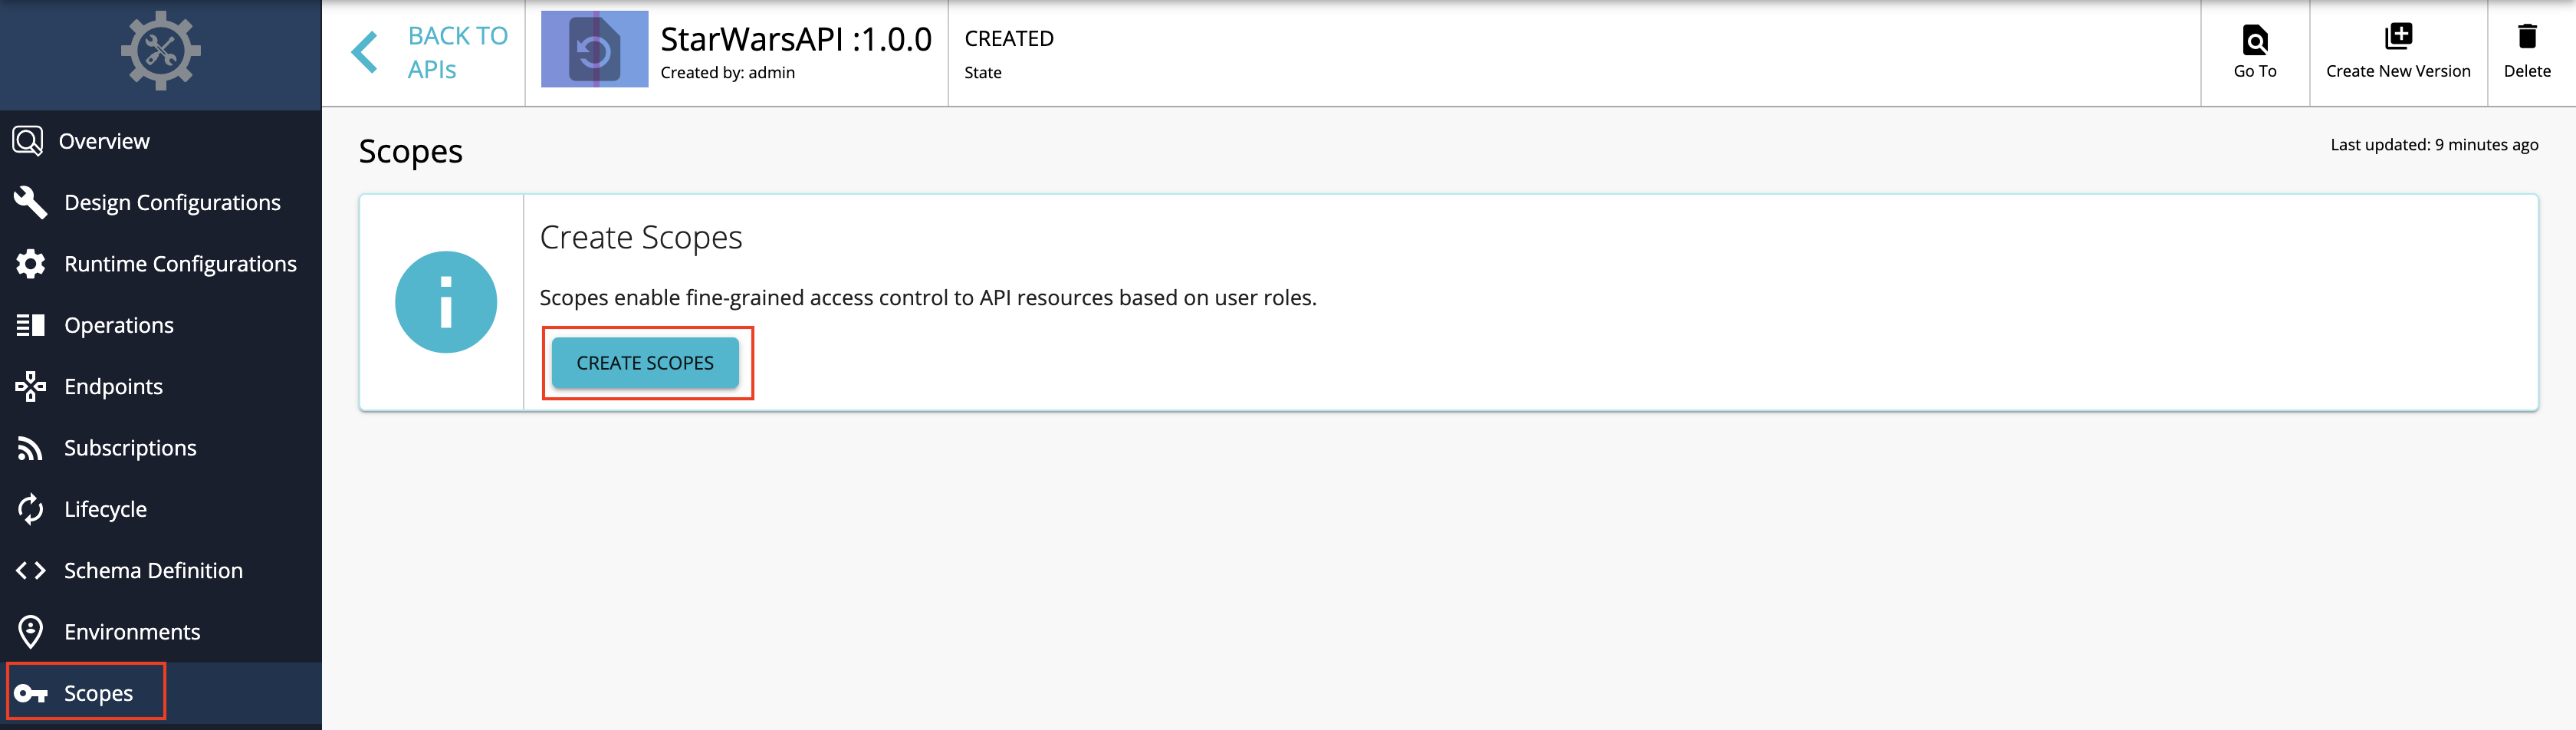 BACK TO
APIs
StarWarsAPI :1.0.0
Created by: admin
CREATED
State
Go To
Create New Version
Delete
Overview
Design Configurations
Runtime Configurations
Operations
Endpoints
Subscriptions
Lifecycle
Schema Definition
Environments
Scopes
Scopes
Last updated: 9 minutes ago
Create Scopes
Scopes enable fine-grained access control to API resources based on user roles.
CREATE SCOPES